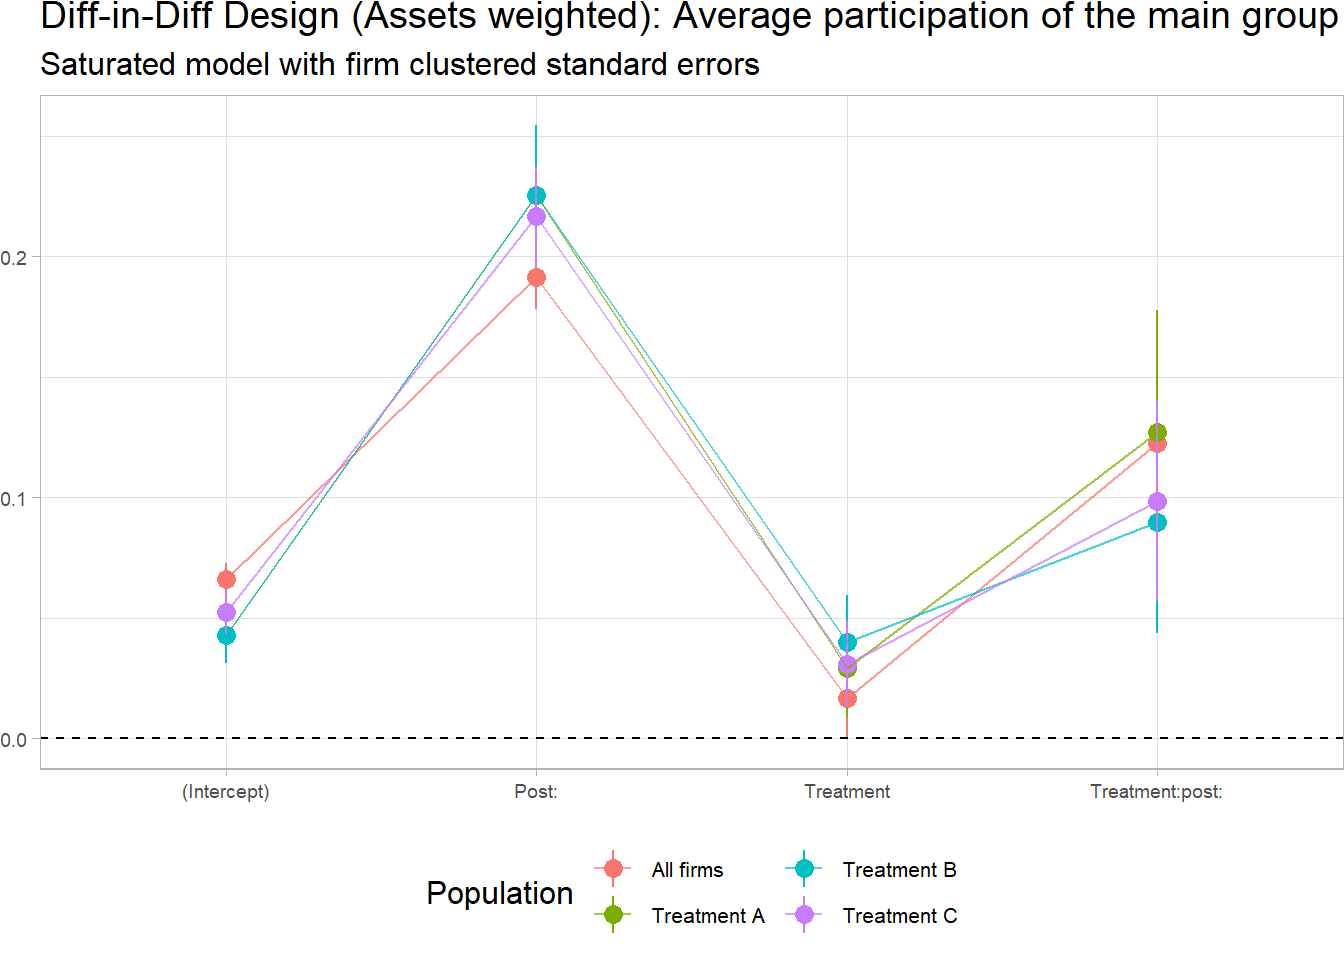 Diff-in-Diff Design (Assets weighted): Average participation of the main group
Saturated model with firm clustered standard errors
0.2
0.1
0.0
(Intercept)
Post:
Treatment
Treatment:post:
Population
All firms
Treatment A
Treatment B
Treatment C